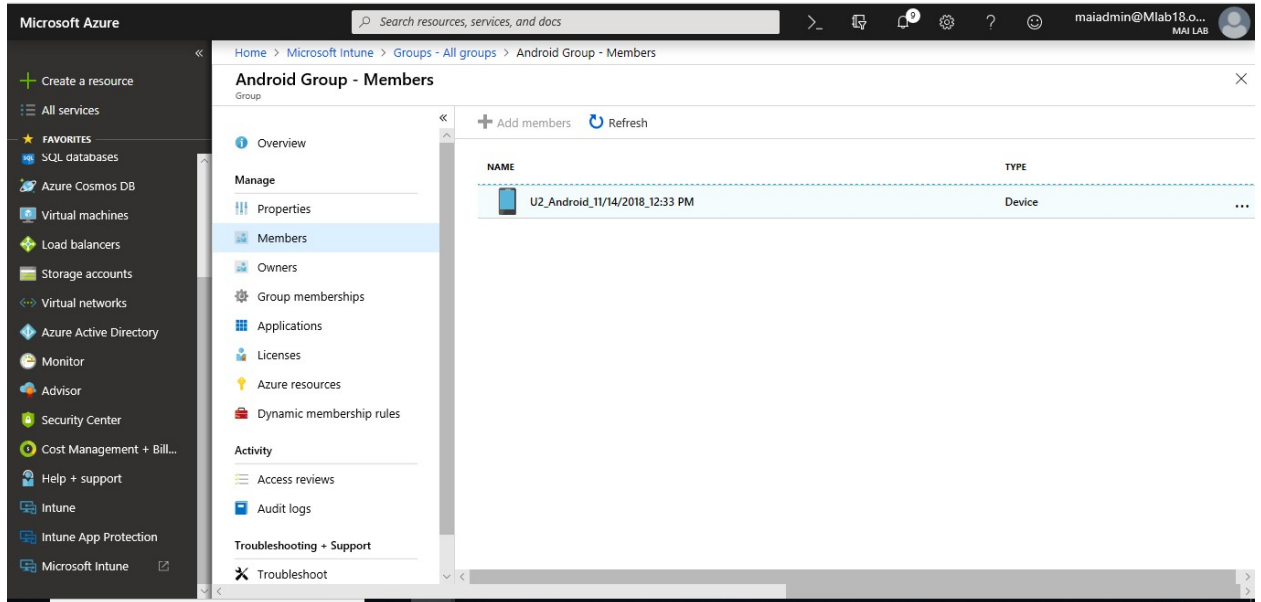 Microsoft Azure
Search resources, services, and docs
9
maiadmin@Mlab18.o...
MAI LAB
Home > Microsoft Intune > Groups - All groups > Android Group - Members
Create a resource
All services
FAVORITES
SQL databases
Azure Cosmos DB
Virtual machines
Load balancers
Storage accounts
Virtual networks
Azure Active Directory
Monitor
Advisor
Security Center
Cost Management + Bill...
Help + support
Intune
Intune App Protection
Microsoft Intune
Android Group - Members
Group
Overview
Manage
Properties
Members
Owners
Group memberships
Applications
Licenses
Azure resources
Dynamic membership rules
Activity
Access reviews
Audit logs
Troubleshooting + Support
Troubleshoot
Add members Refresh
NAME TYPE
U2_Android_11/14/2018_12:33 PM Device